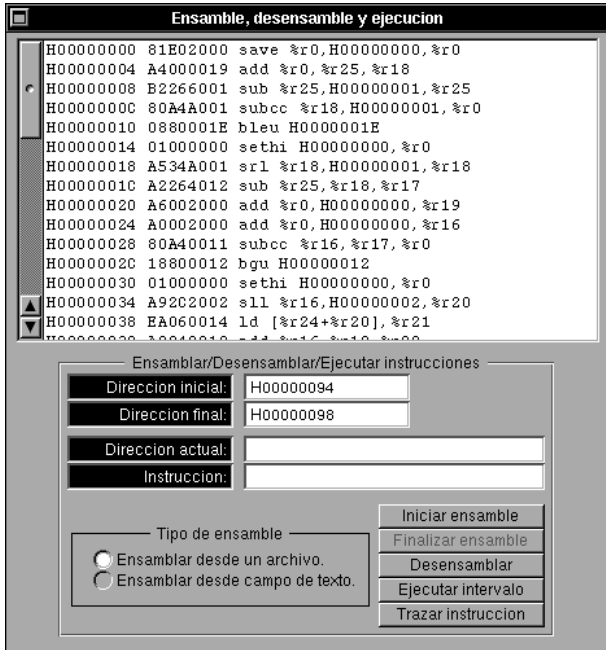 Ensamble, desensamble y ejecucion
H00000000 81E02000 save %r0,H00000000,%r0
H00000004 A4000019 add %r0,%r25,%r18
H00000008 B2266001 sub %r25,H00000001,%r25
H0000000C 80A4A001 subcc %r18,H00000001,%r0
H00000010 0880001E bleu H0000001E
H00000014 01000000 sethi H00000000,%r0
H00000018 A534A001 srl %r18,H00000001,%r18
H0000001C A2264012 sub %r25,%r18,%r17
H00000020 A6002000 add %r0,H00000000,%r19
H00000024 A0002000 add %r0,H00000000,%r16
H00000028 80A40011 subcc %r16,%r17,%r0
H0000002C 18800012 bgu H00000012
H00000030 01000000 sethi H00000000,%r0
H00000034 A92C2002 sll %r16,H00000002,%r20
H00000038 EA060014 ld [%r24+%r20],%r21
Ensamblar/Desensamblar/Ejecutar instrucciones
Direccion inicial: H00000094
Direccion final: H00000098
Direccion actual:
Instruccion:
Tipo de ensamble
Ensamblar desde un archivo.
Ensamblar desde campo de texto.
Iniciar ensamble
Finalizar ensamble
Desensamblar
Ejecutar intervalo
Trazar instruccion